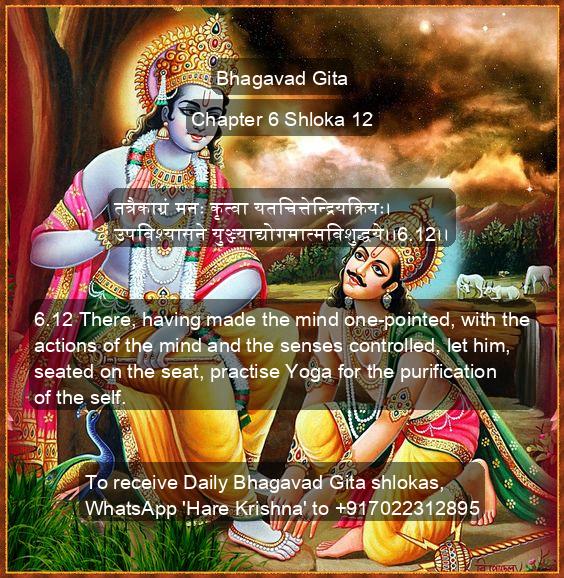 Bhagavad Gita
Chapter 6 Shloka 12
तत्रैकाग्रं मनः कृत्वा यतचित्तेन्द्रियक्रियः।
उपविश्यासने युञ्ज्याद्योगमात्मविशुद्धये।।6.12।।
6.12 There, having made the mind one-pointed, with the
actions of the mind and the senses controlled, let him,
seated on the seat, practise Yoga for the purification
of the self.
To receive Daily Bhagavad Gita shlokas,
WhatsApp 'Hare Krishna' to +917022312895